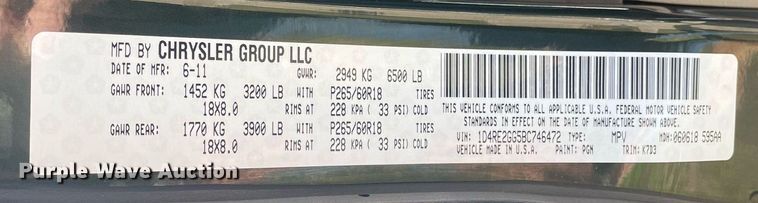 MFD BY CHRYSLER GROUP LLC
DATE OF MFR: 6-11 GVWR: 2949 KG 6500 LB
GAWR FRONT: 1452 KG 3200 LB WITH P265/60R18 TIRES
18X8.0 RIMS AT 228 KPA ( 33 PSI) COLD
GAWR REAR: 1770 KG 3900 LB WITH P265/60R18 TIRES
18X8.0 RIMS AT 228 KPA ( 33 PSI) COLD
THIS VEHICLE CONFORMS TO ALL APPLICABLE U.S.A. FEDERAL MOTOR VEHICLE SAFETY
STANDARDS IN EFFECT ON THE DATE OF MANUFACTURE SHOWN ABOVE.
VIN: 1D4RE2GG5BC746472 TYPE: MPV MDH: 060618 595AA
VEHICLE MADE IN U.S.A. PAINT: PGN TRIM: K7D3
Purple Wave Auction